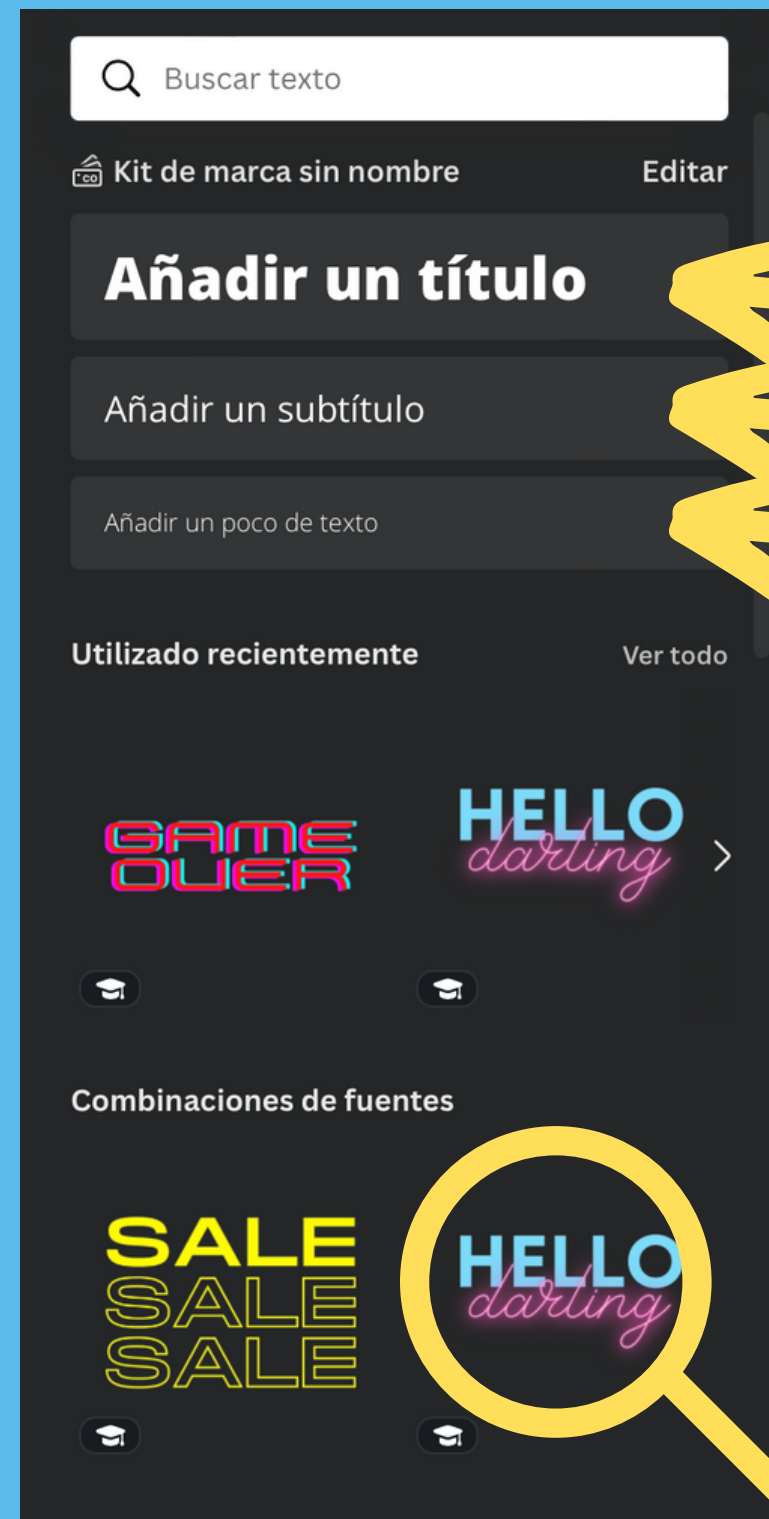 Buscar texto
Kit de marca sin nombre Editar
Añadir un título
Añadir un subtítulo
Añadir un poco de texto
Utilizado recientemente Ver todo
GAME
OVER
HELLO
darling
Combinaciones de fuentes
SALE
SALE
SALE
HELLO
darling